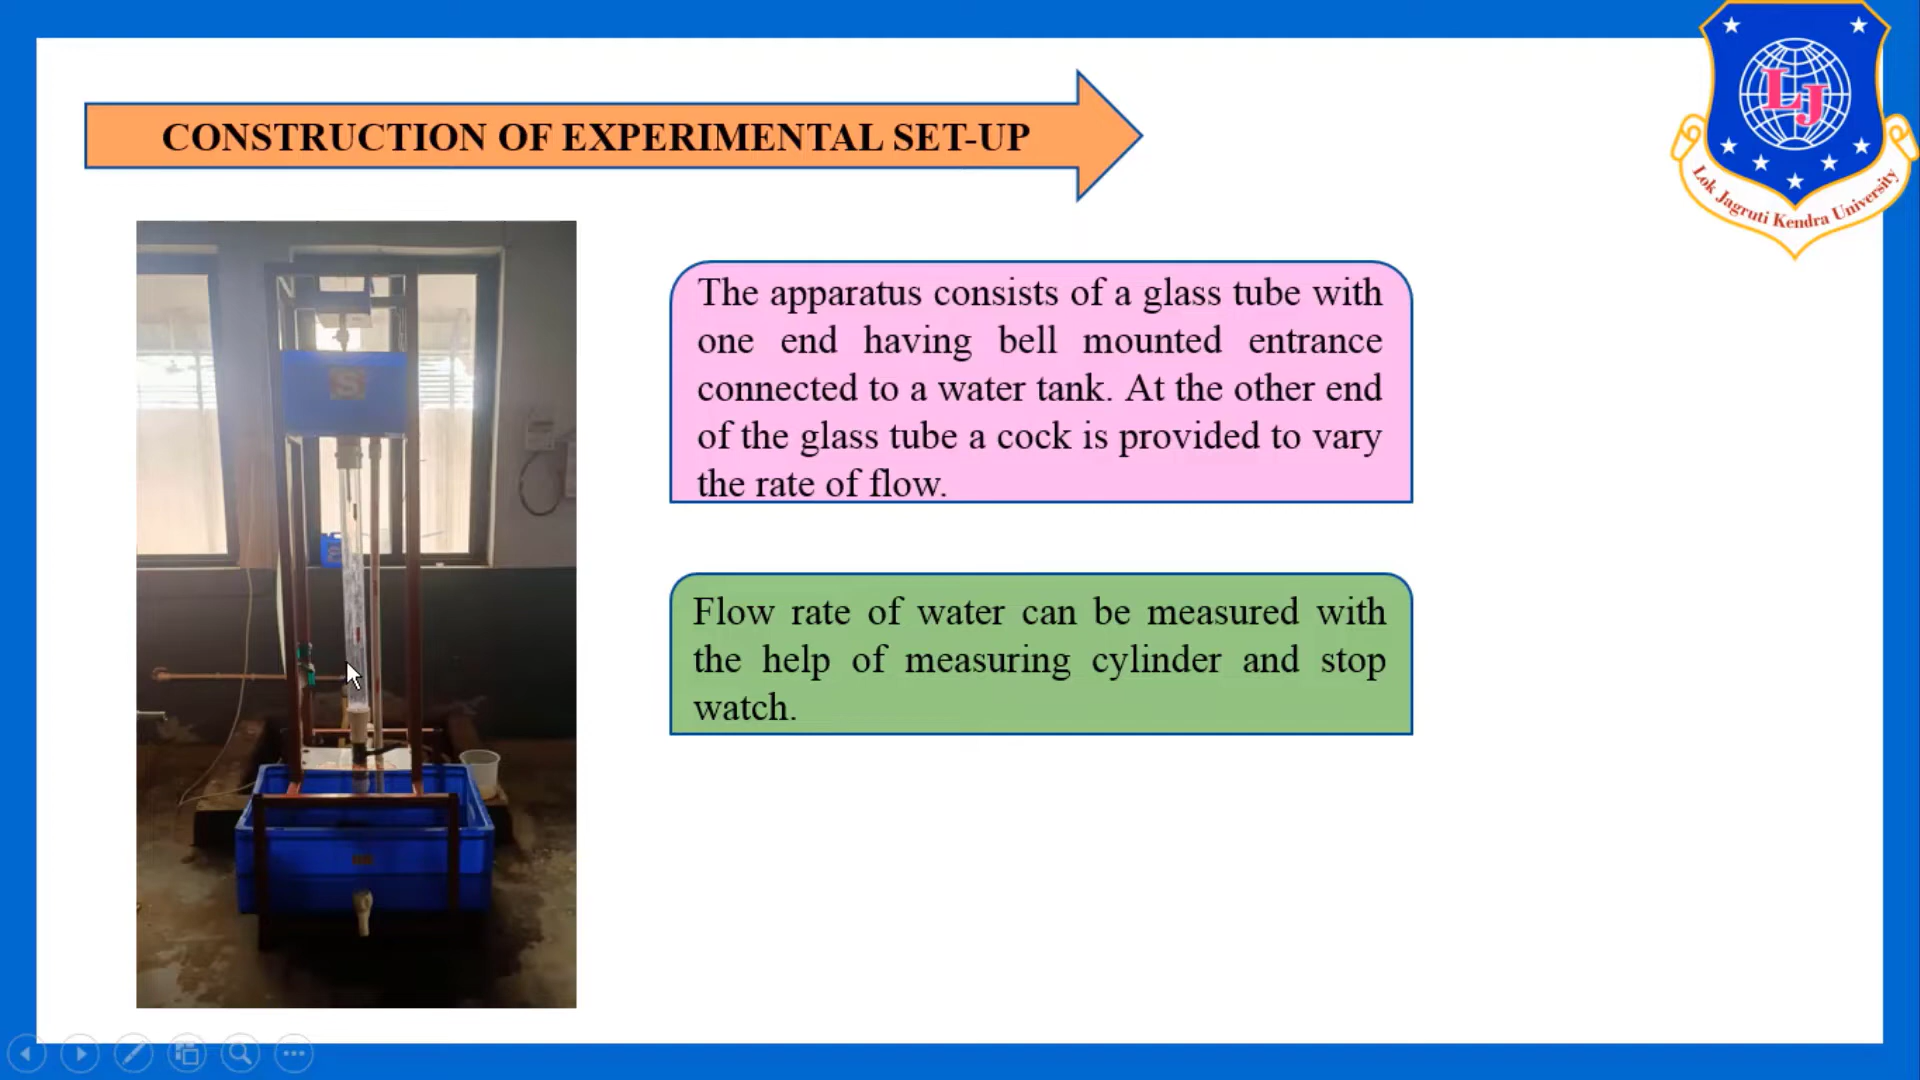 CONSTRUCTION OF EXPERIMENTAL SET-UP
LJ
Lok Jagruti Kendra University
The apparatus consists of a glass tube with
one end having bell mounted entrance
connected to a water tank. At the other end
of the glass tube a cock is provided to vary
the rate of flow.
Flow rate of water can be measured with
the help of measuring cylinder and stop
watch.
S